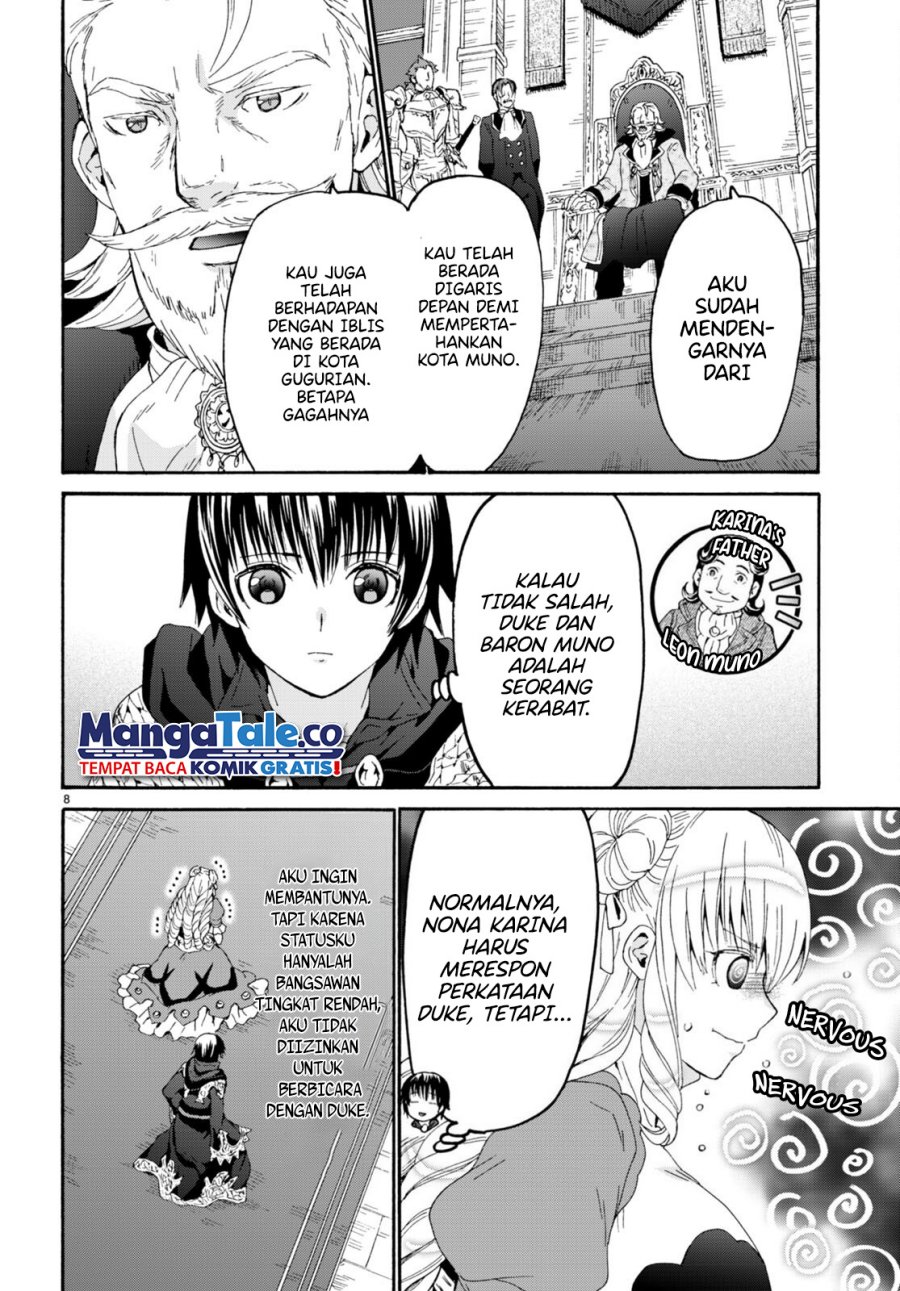 AKU
SUDAH
MENDEN-
GARNYA
DARI
KAU TELAH
BERADA
DIGARIS
DEPAN DEMI
MEMPERTA-
HANKAN
KOTA MUNO.
KAU JUGA
TELAH
BERHADAPAN
DENGAN IBLIS
YANG BERADA
DI KOTA
GUGURIAN.
BETAPA
GAGAHNYA
KARINA'S
FATHER
LEON MUNO
KALAU
TIDAK SALAH,
DUKE DAN
BARON MUNO
ADALAH
SEORANG
KERABAT.
MangaTale.co
TEMPAT BACA KOMIK GRATIS!
8
NORMALNYA,
NONA KARINA
HARUS
MERESPON
PERKATAAN
DUKE, TETAPI...
NERVOUS
NERVOUS
AKU INGIN
MEMBANTUNYA.
TAPI KARENA
STATUSKU
HANYALAH
BANGSAWAN
TINGKAT RENDAH,
AKU TIDAK
DIIZINKAN
UNTUK
BERBICARA
DENGAN DUKE.